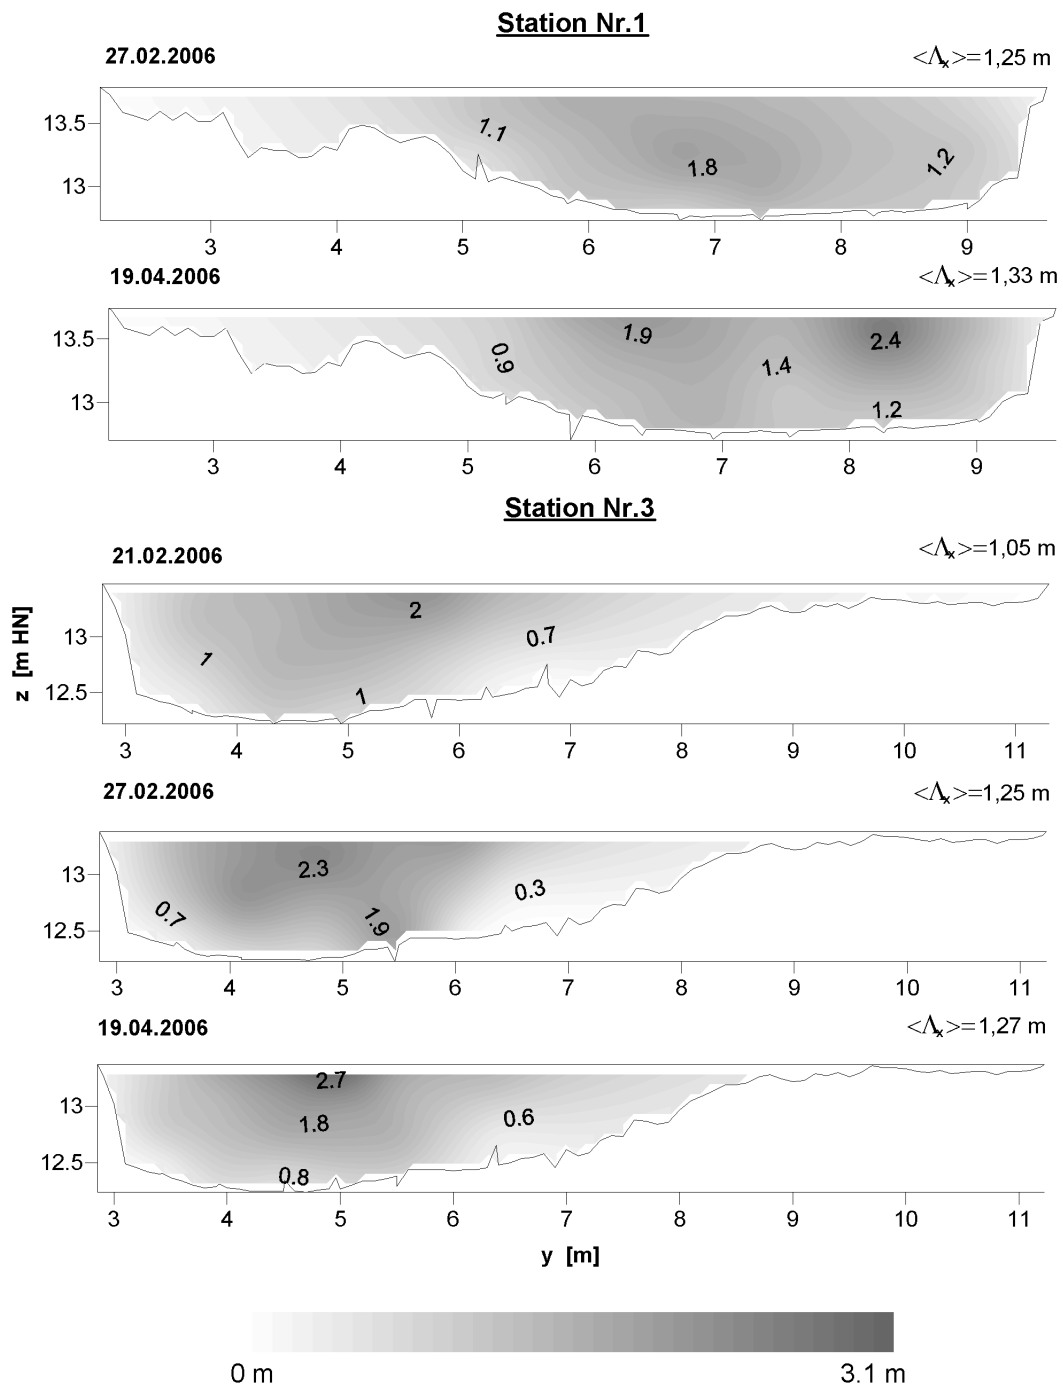 Station Nr.1
27.02.2006 <Λx>=1,25 m
13.5
1.1
1.8
1.2
13
3 4 5 6 7 8 9
19.04.2006 <Λx>=1,33 m
13.5
0.9
1.9
1.4
2.4
1.2
13
3 4 5 6 7 8 9
Station Nr.3
21.02.2006 <Λx>=1,05 m
13
2
0.7
1
1
12.5
3 4 5 6 7 8 9 10 11
z [m HN]
27.02.2006 <Λx>=1,25 m
13
2.3
0.3
0.7
1.9
12.5
3 4 5 6 7 8 9 10 11
19.04.2006 <Λx>=1,27 m
2.7
13
1.8
0.6
12.5
0.8
3 4 5 6 7 8 9 10 11
y [m]
0 m 3.1 m